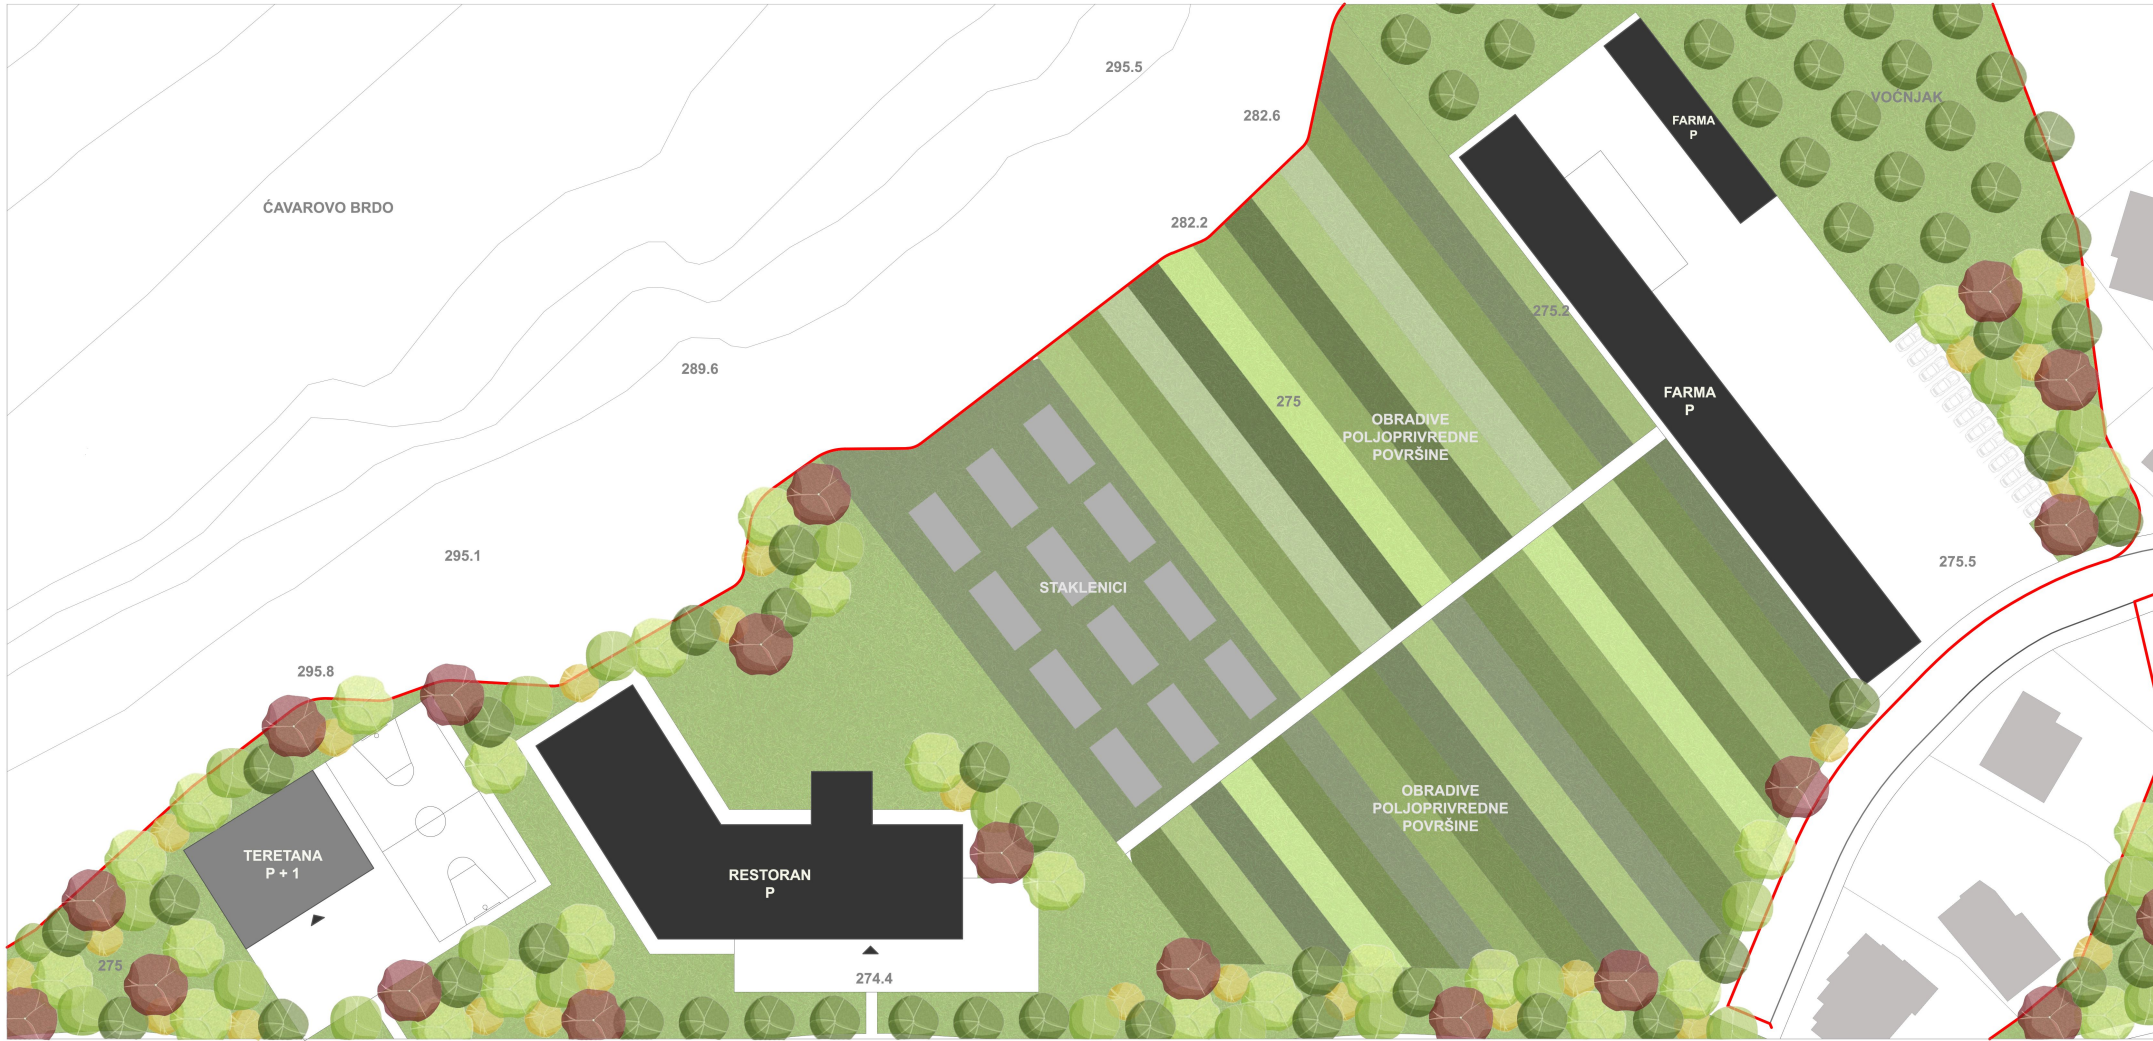 295.5
VOĆNJAK
282.6
FARMA
P
ĆAVAROVO BRDO
282.2
275.2
289.6
FARMA
P
275
OBRADIVE
POLJOPRIVREDNE
POVRŠINE
295.1
275.5
STAKLENICI
295.8
OBRADIVE
POLJOPRIVREDNE
POVRŠINE
TERETANA
P + 1
RESTORAN
P
275
274.4